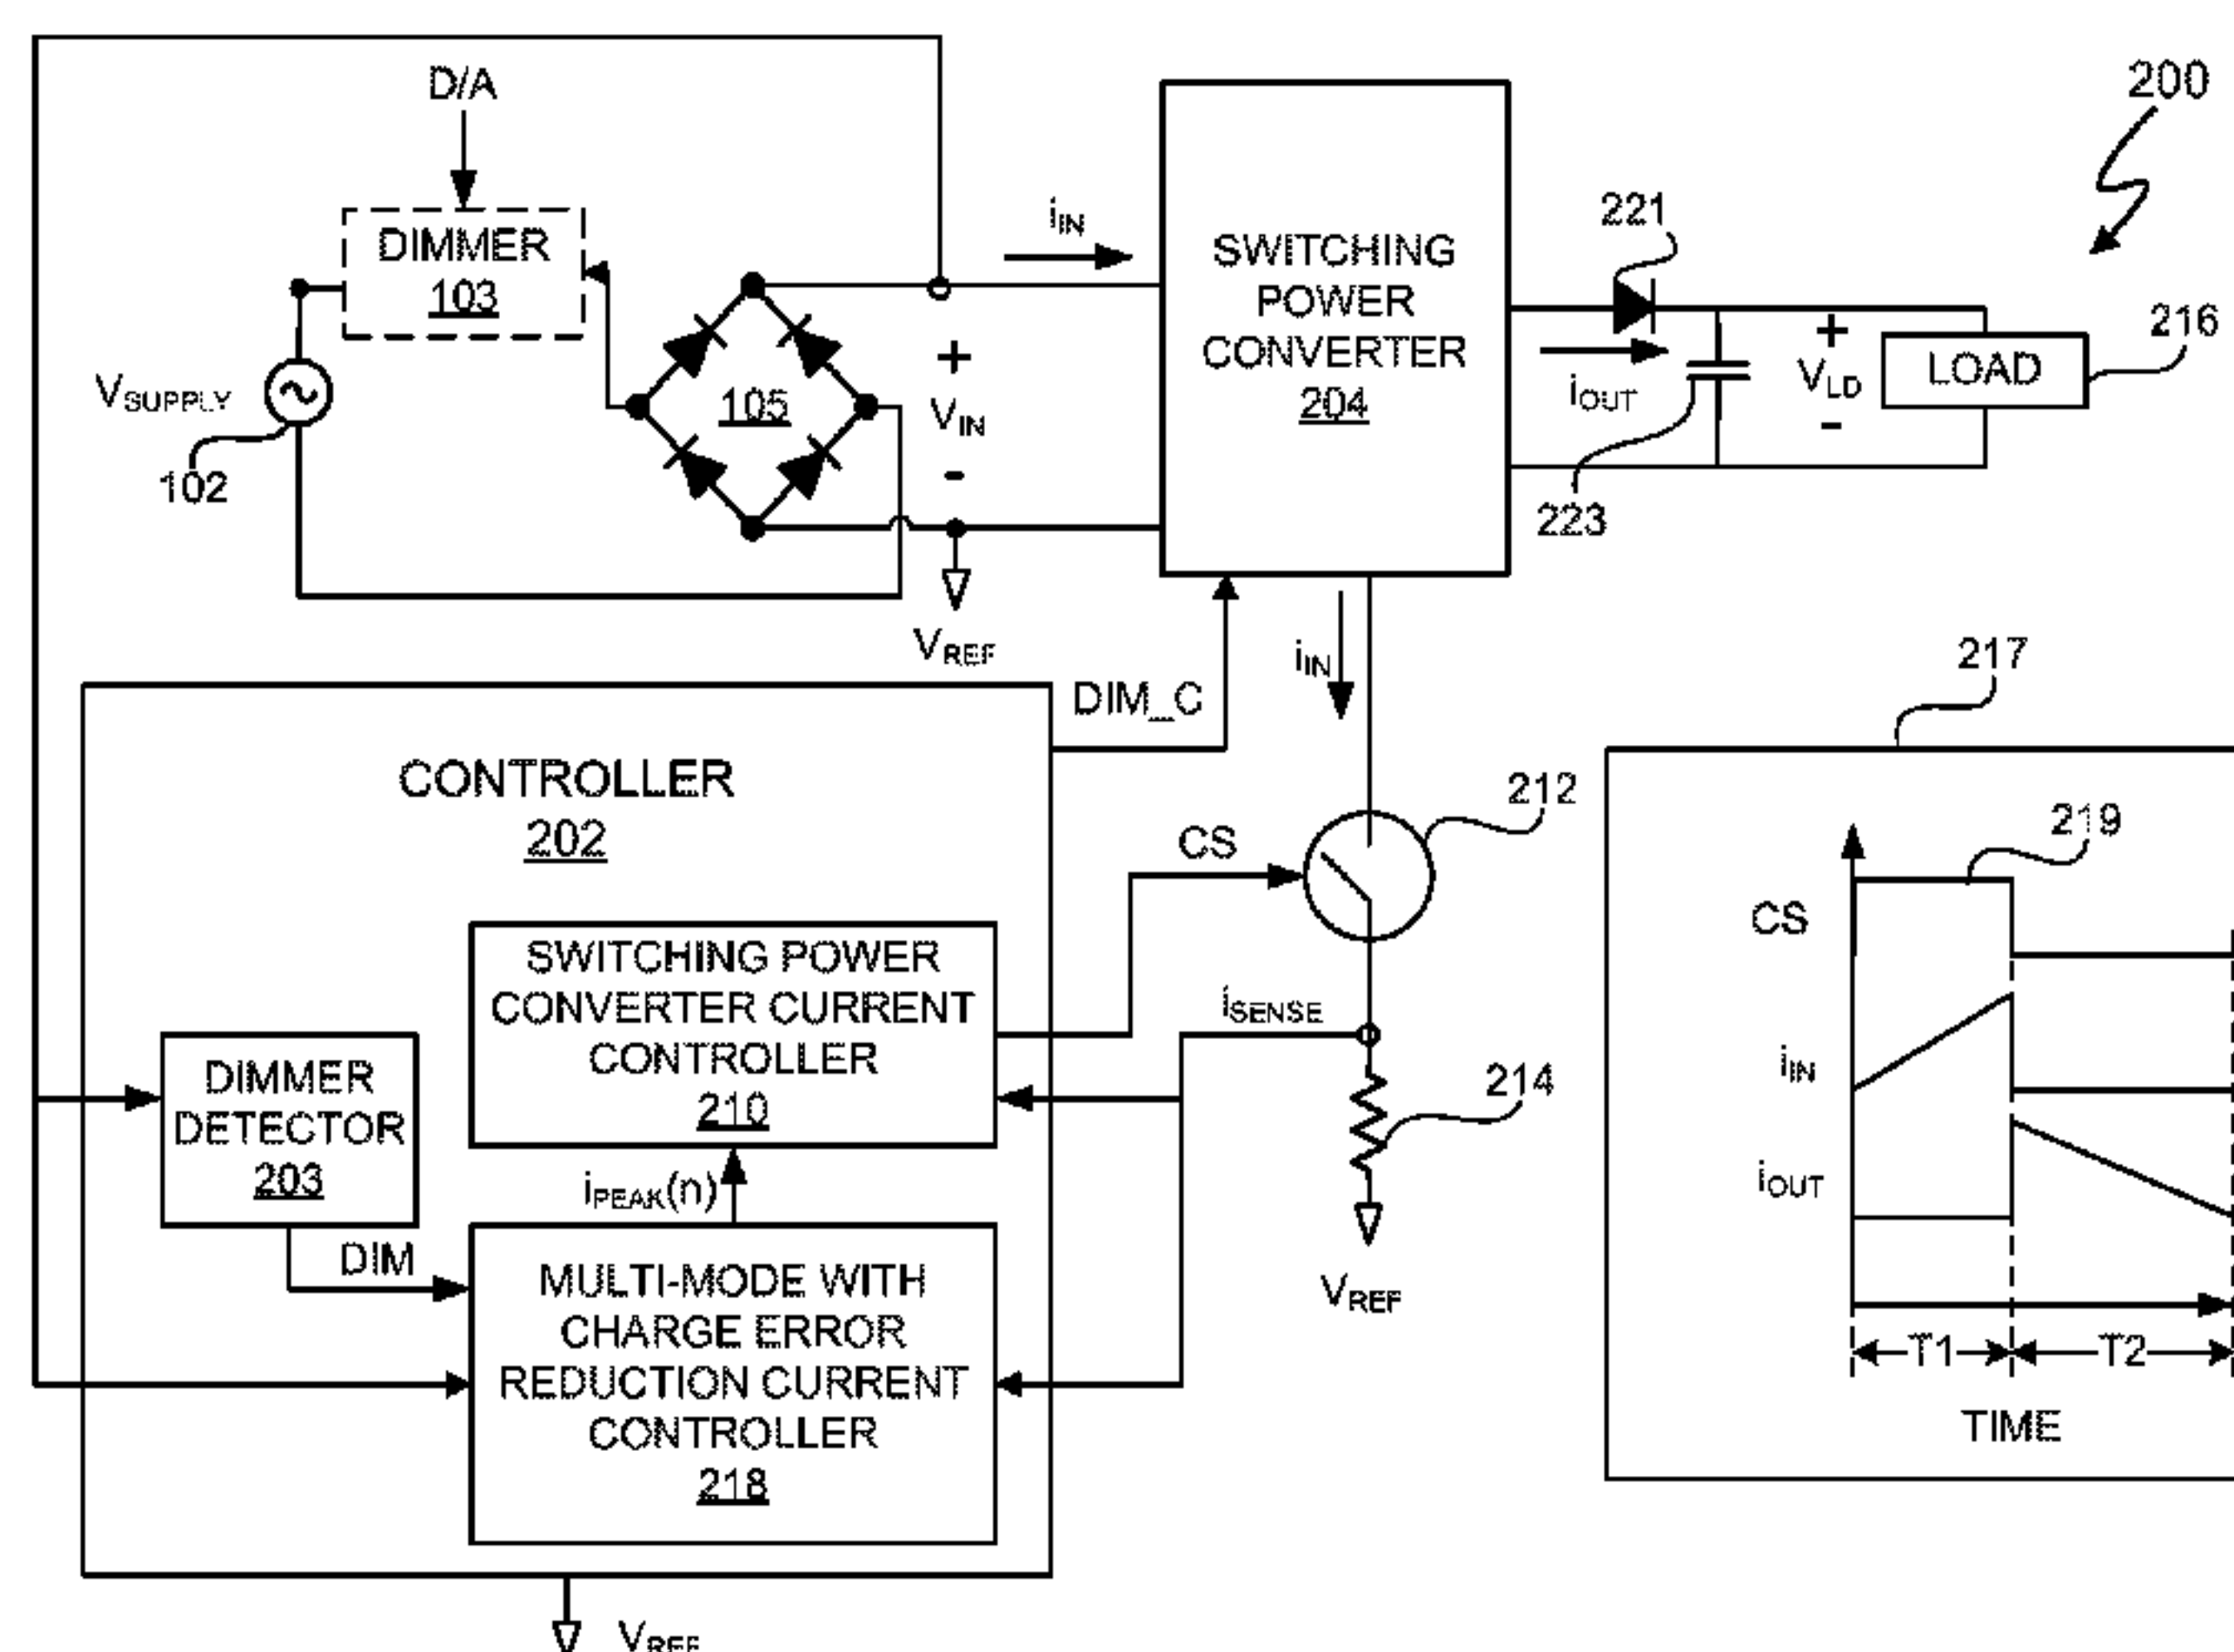 D/A
200
DIMMER
103
iIN
SWITCHING
POWER
CONVERTER
204
221
216
LOAD
+
VLD
-
iOUT
223
VSUPPLY
102
105
+
VIN
-
VREF
iIN
DIM_C
217
CONTROLLER
202
212
CS
SWITCHING POWER
CONVERTER CURRENT
CONTROLLER
210
iSENSE
214
VREF
DIMMER
DETECTOR
203
iPEAK(n)
DIM
MULTI-MODE WITH
CHARGE ERROR
REDUCTION CURRENT
CONTROLLER
218
VREF
219
CS
iIN
iOUT
T1
T2
TIME